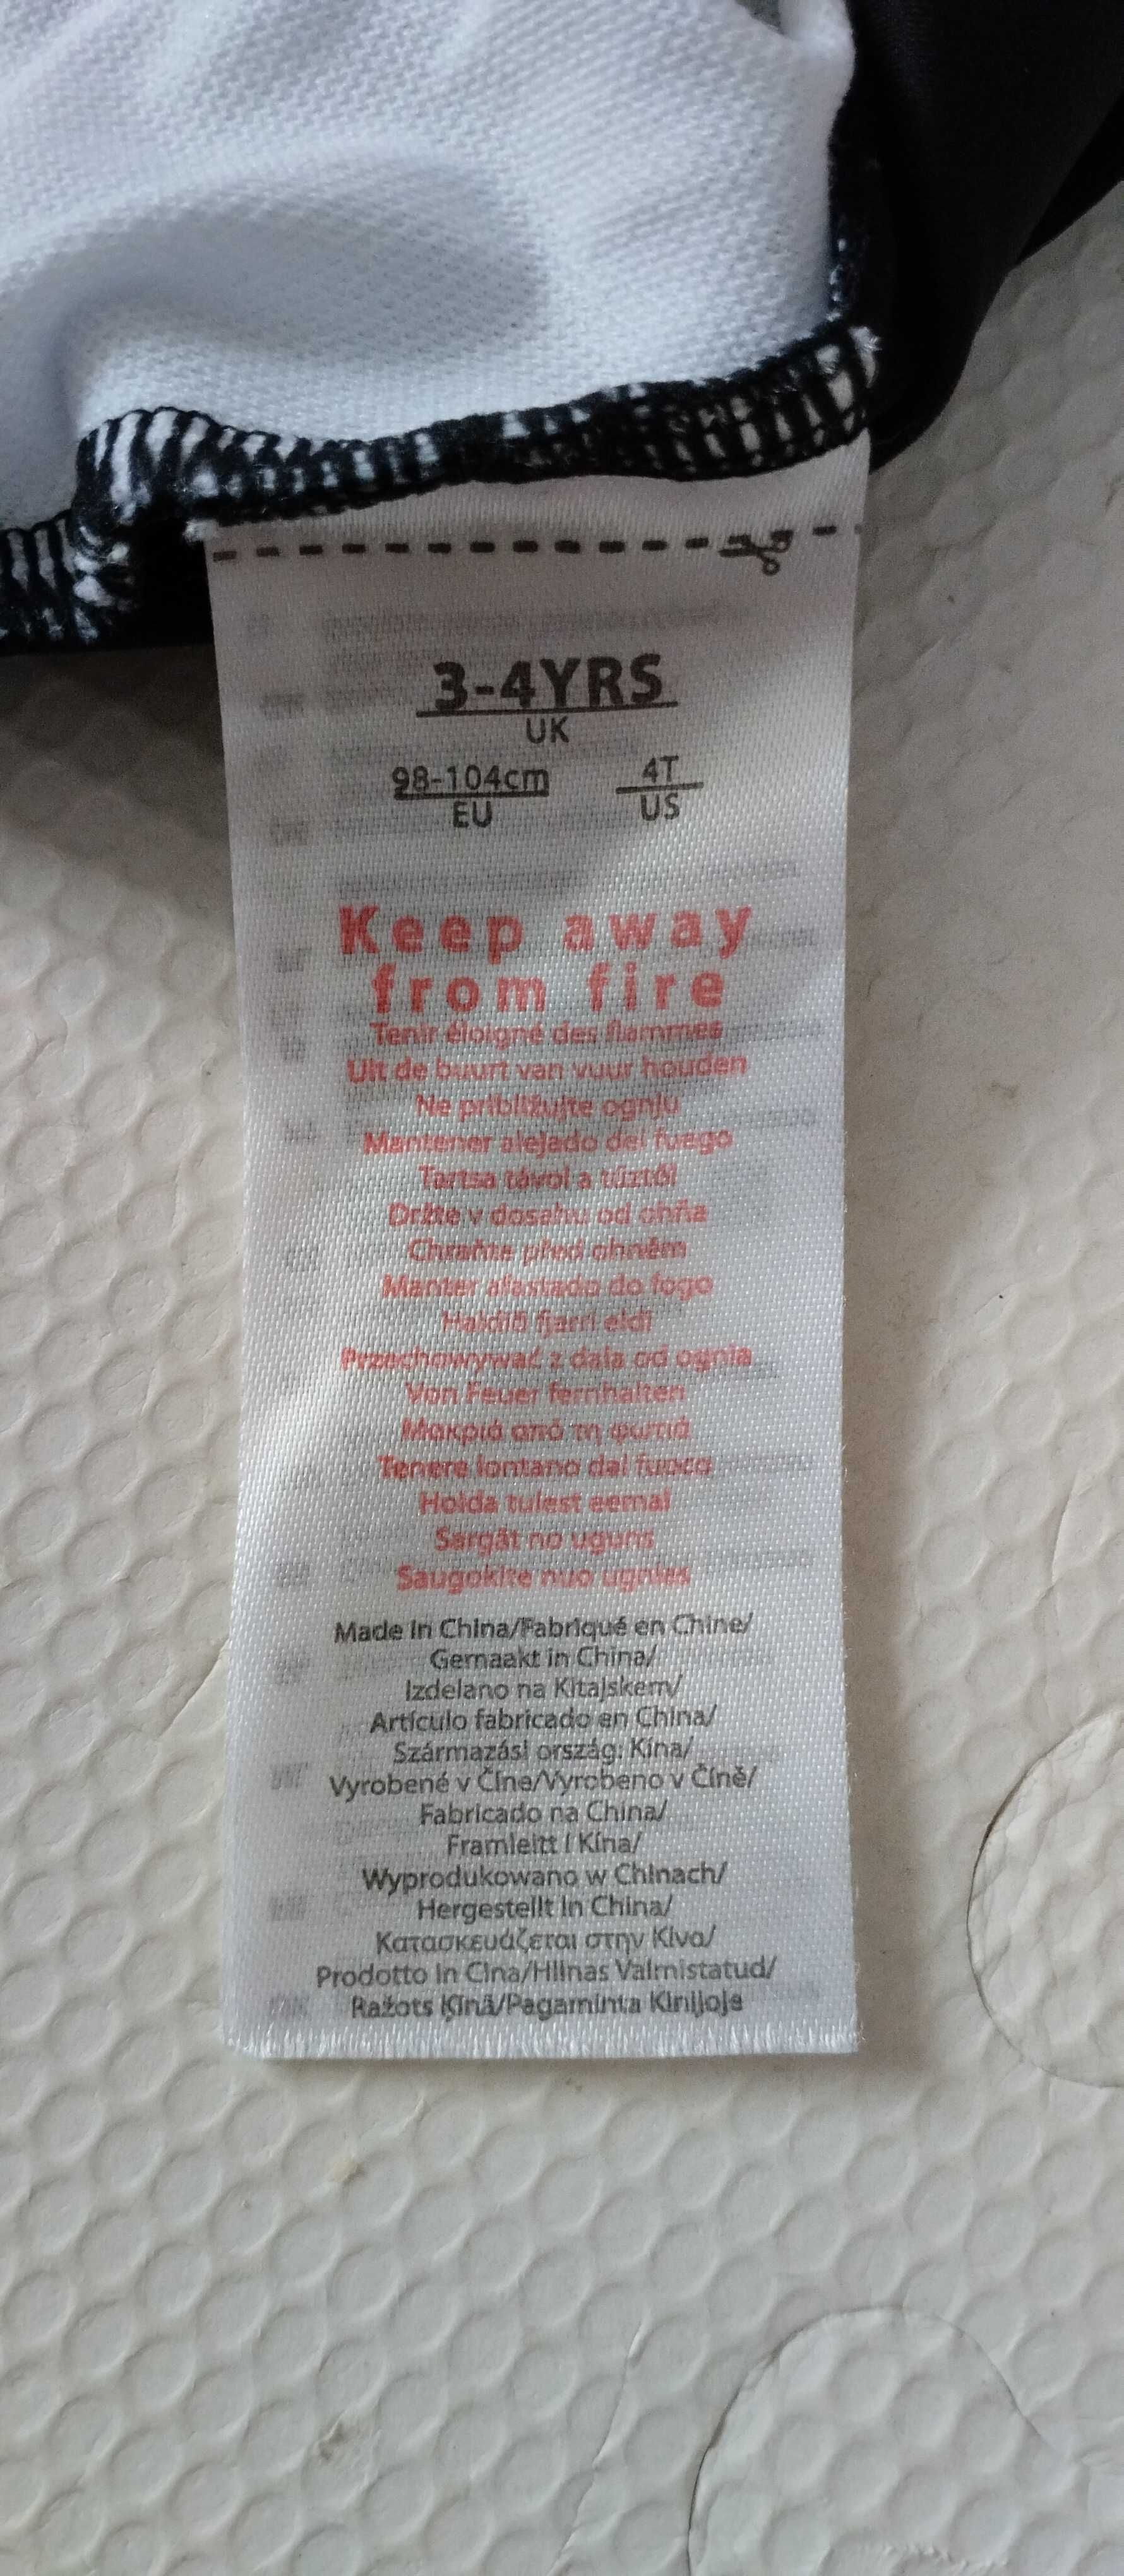 3-4YRS
UK
98-104cm
EU
4T
US
Keep away
from fire
Tenir éloigné des flammes
Uit de buurt van vuur houden
Ne približujte ognju
Mantener alejado del fuego
Tartsa távol a tűztől
Držte v dosahu od ohňa
Chraňte před ohněm
Manter afastado do fogo
Haldið fjarri eldi
Przechowywać z dala od ognia
Von Feuer fernhalten
Μακριά από τη φωτιά
Tenere lontano dal fuoco
Hoida tulest eemal
Sargāt no uguns
Saugokite nuo ugnies
Made in China/Fabriqué en Chine/
Gemaakt in China/
Izdelano na Kitajskem/
Artículo fabricado en China/
Származási ország: Kína/
Vyrobené v Číne/Vyrobeno v Číně/
Fabricado na China/
Framleitt í Kína/
Wyprodukowano w Chinach/
Hergestellt in China/
Κατασκευάζεται στην Κίνα/
Prodotto in Cina/Hiinas Valmistatud/
Ražots Ķīnā/Pagaminta Kinijoje